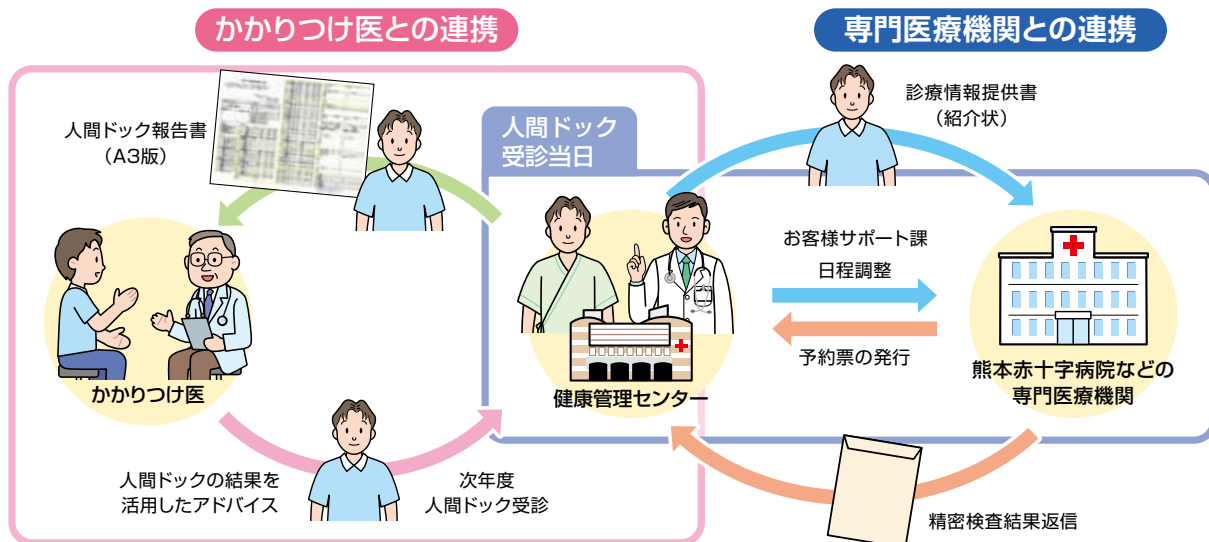 かかりつけ医との連携
専門医療機関との連携
人間ドック報告書
（A3版）
人間ドック
受診当日
診療情報提供書
（紹介状）
お客様サポート課
日程調整
予約票の発行
かかりつけ医
健康管理センター
熊本赤十字病院などの
専門医療機関
人間ドックの結果を
活用したアドバイス
次年度
人間ドック受診
精密検査結果返信